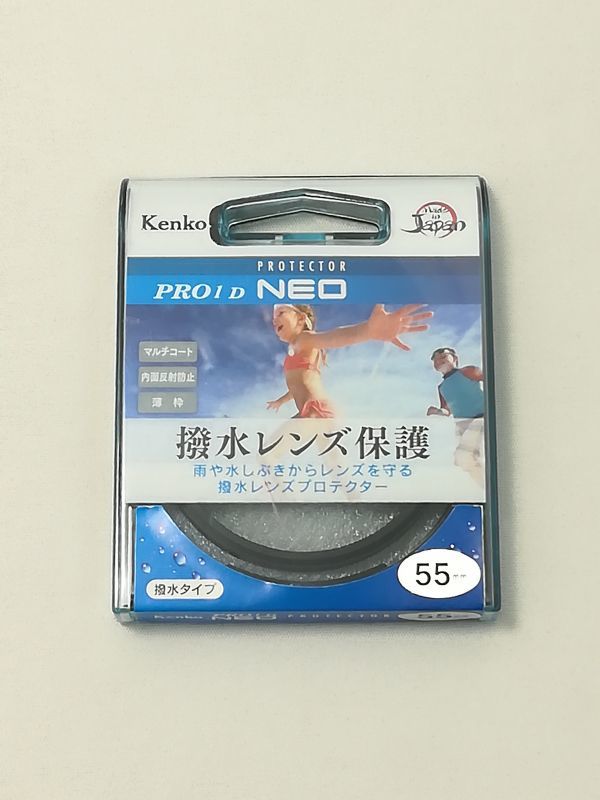 Kenko
Made in Japan
PROTECTOR
PRO1D NEO
マルチコート
内面反射防止
薄枠
撥水レンズ保護
雨や水しぶきからレンズを守る
撥水レンズプロテクター
55mm
撥水タイプ
Kenko NEO PROTECTOR 55